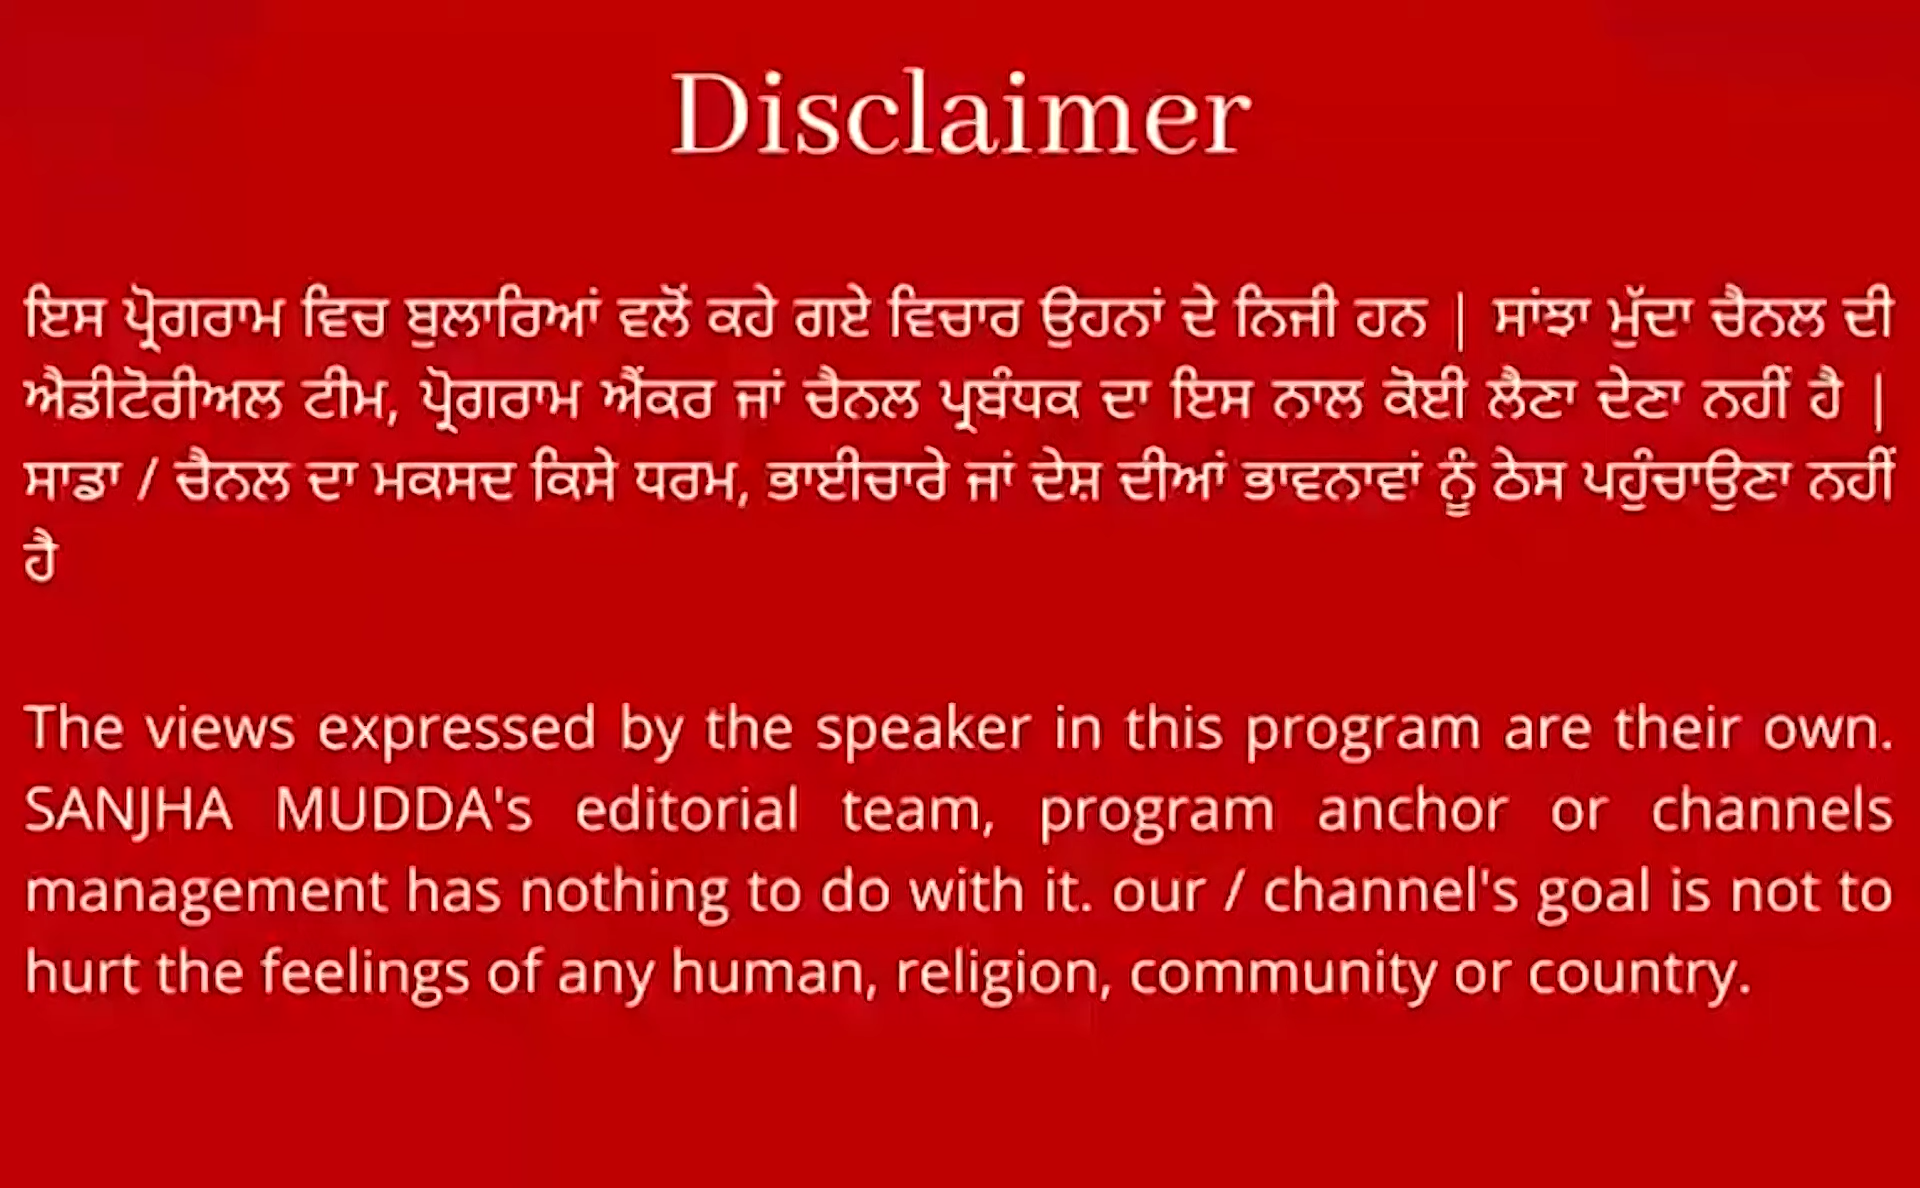 Disclaimer
ਇਸ ਪ੍ਰੋਗਰਾਮ ਵਿਚ ਬੁਲਾਰਿਆਂ ਵਲੋਂ ਕਹੇ ਗਏ ਵਿਚਾਰ ਉਹਨਾਂ ਦੇ ਨਿਜੀ ਹਨ | ਸਾਂਝਾ ਮੁੱਦਾ ਚੈਨਲ ਦੀ
ਐਡੀਟੋਰੀਅਲ ਟੀਮ, ਪ੍ਰੋਗਰਾਮ ਐਂਕਰ ਜਾਂ ਚੈਨਲ ਪ੍ਰਬੰਧਕ ਦਾ ਇਸ ਨਾਲ ਕੋਈ ਲੈਣਾ ਦੇਣਾ ਨਹੀਂ ਹੈ |
ਸਾਡਾ / ਚੈਨਲ ਦਾ ਮਕਸਦ ਕਿਸੇ ਧਰਮ, ਭਾਈਚਾਰੇ ਜਾਂ ਦੇਸ਼ ਦੀਆਂ ਭਾਵਨਾਵਾਂ ਨੂੰ ਠੇਸ ਪਹੁੰਚਾਉਣਾ ਨਹੀਂ
ਹੈ
The views expressed by the speaker in this program are their own.
SANJHA MUDDA's editorial team, program anchor or channels
management has nothing to do with it. our / channel's goal is not to
hurt the feelings of any human, religion, community or country.